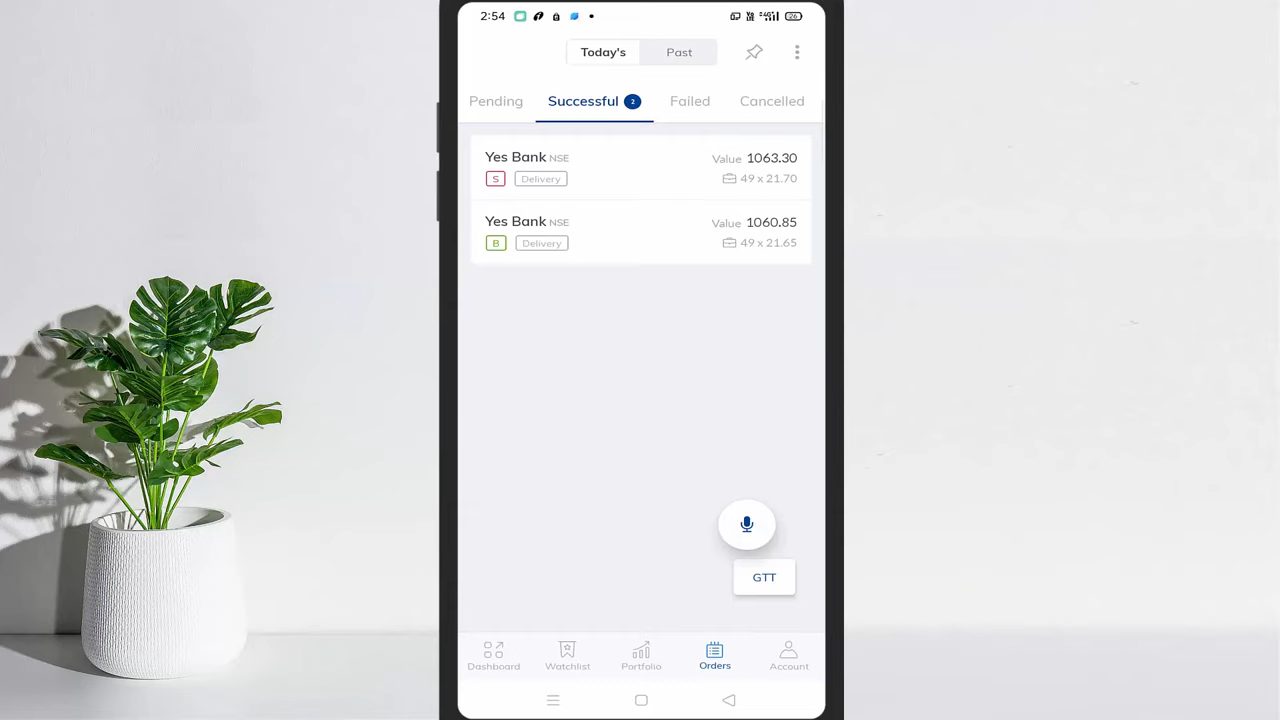 2:54
Today's Past
Pending Successful 2 Failed Cancelled
Yes Bank NSE Value 1063.30
S Delivery 49 x 21.70
Yes Bank NSE Value 1060.85
B Delivery 49 x 21.65
GTT
Dashboard Watchlist Portfolio Orders Account